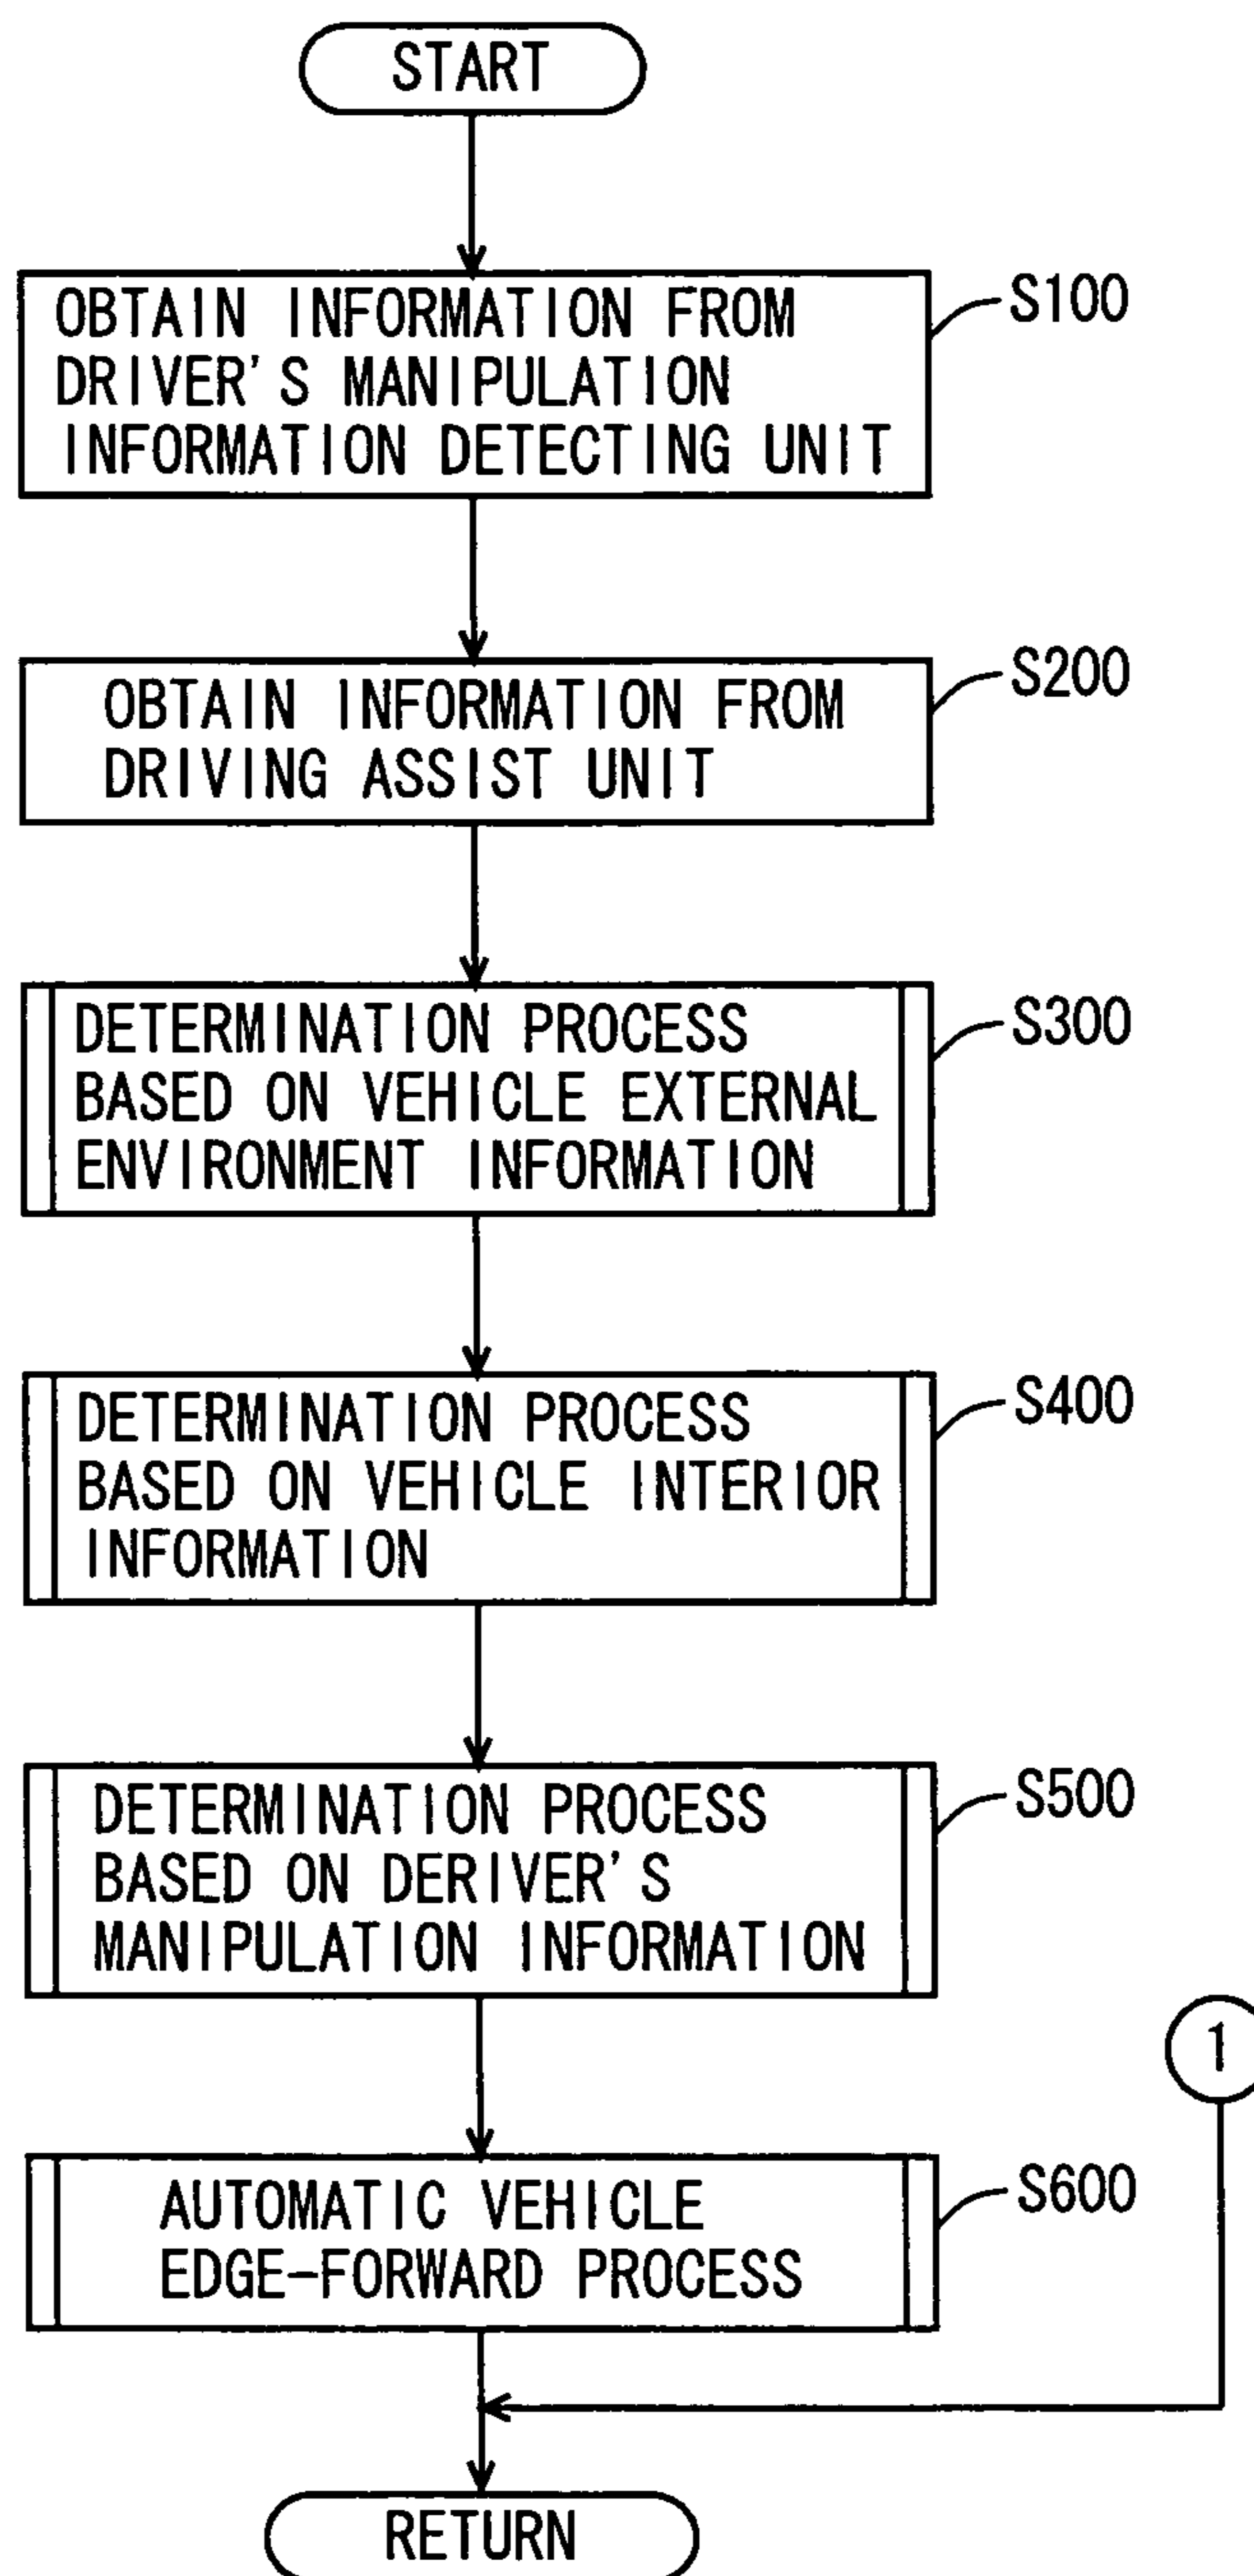 START
OBTAIN INFORMATION FROM
DRIVER'S MANIPULATION
INFORMATION DETECTING UNIT
S100
OBTAIN INFORMATION FROM
DRIVING ASSIST UNIT
S200
DETERMINATION PROCESS
BASED ON VEHICLE EXTERNAL
ENVIRONMENT INFORMATION
S300
DETERMINATION PROCESS
BASED ON VEHICLE INTERIOR
INFORMATION
S400
DETERMINATION PROCESS
BASED ON DERIVER'S
MANIPULATION INFORMATION
S500
1
AUTOMATIC VEHICLE
EDGE-FORWARD PROCESS
S600
RETURN